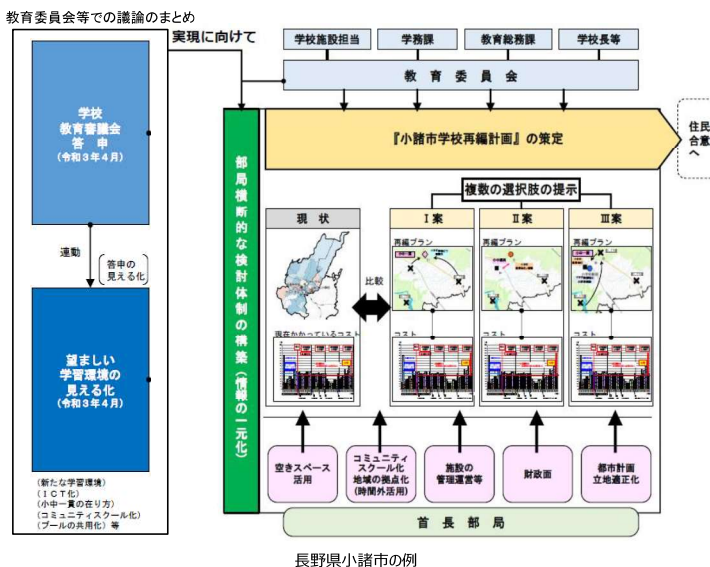 教育委員会等での議論のまとめ
学校
教育審議会
答 申
(令和3年4月)
連動
答申の
見える化
望ましい
学習環境の
見える化
(令和3年4月)
(新たな学習環境)
(ICT化)
(小中一貫の在り方)
(コミュニティスクール化)
(プールの共用化) 等
実現に向けて
学校施設担当
学務課
教育総務課
学校長等
教 育 委 員 会
部局横断的な検討体制の構築(情報の一元化)
『小諸市学校再編計画』の策定
住民
合意
へ
複数の選択肢の提示
現 状
Ⅰ案
Ⅱ案
Ⅲ案
再編プラン
再編プラン
再編プラン
比較
現在かかっているコスト
コスト
コスト
コスト
空きスペース
活用
コミュニティ
スクール化
地域の拠点化
(時間外活用)
施設の
管理運営等
財政面
都市計画
立地適正化
首 長 部 局
長野県小諸市の例